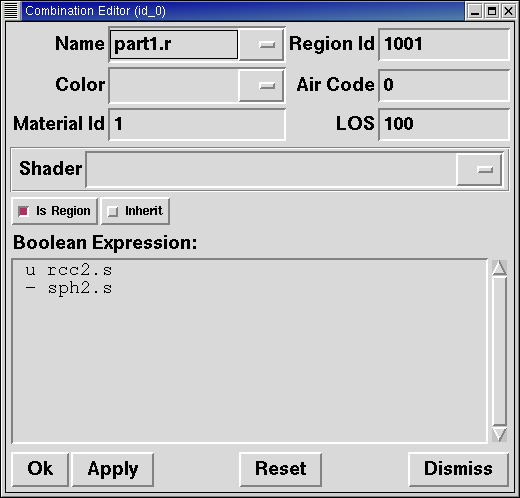 Combination Editor (id_0)
Name part1.r Region Id 1001
Color Air Code 0
Material Id 1 LOS 100
Shader
Is Region Inherit
Boolean Expression:
u rcc2.s
- sph2.s
Ok Apply Reset Dismiss